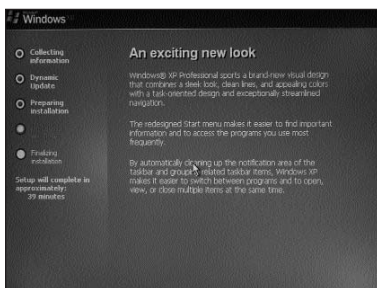 Microsoft
Windows
Collecting
information
Dynamic
Update
Preparing
installation
Finalizing
installation
Setup will complete in
approximately:
39 minutes
An exciting new look
Windows® XP Professional sports a brand-new visual design
that combines a sleek look, clean lines, and appealing colors
with a task-oriented design and exceptionally streamlined
navigation.
The redesigned Start menu makes it easier to find important
information and to access the programs you use most
frequently.
By automatically cleaning up the notification area of the
taskbar and grouping related taskbar items, Windows XP
makes it easier to switch between programs and to open,
view, or close multiple items at the same time.